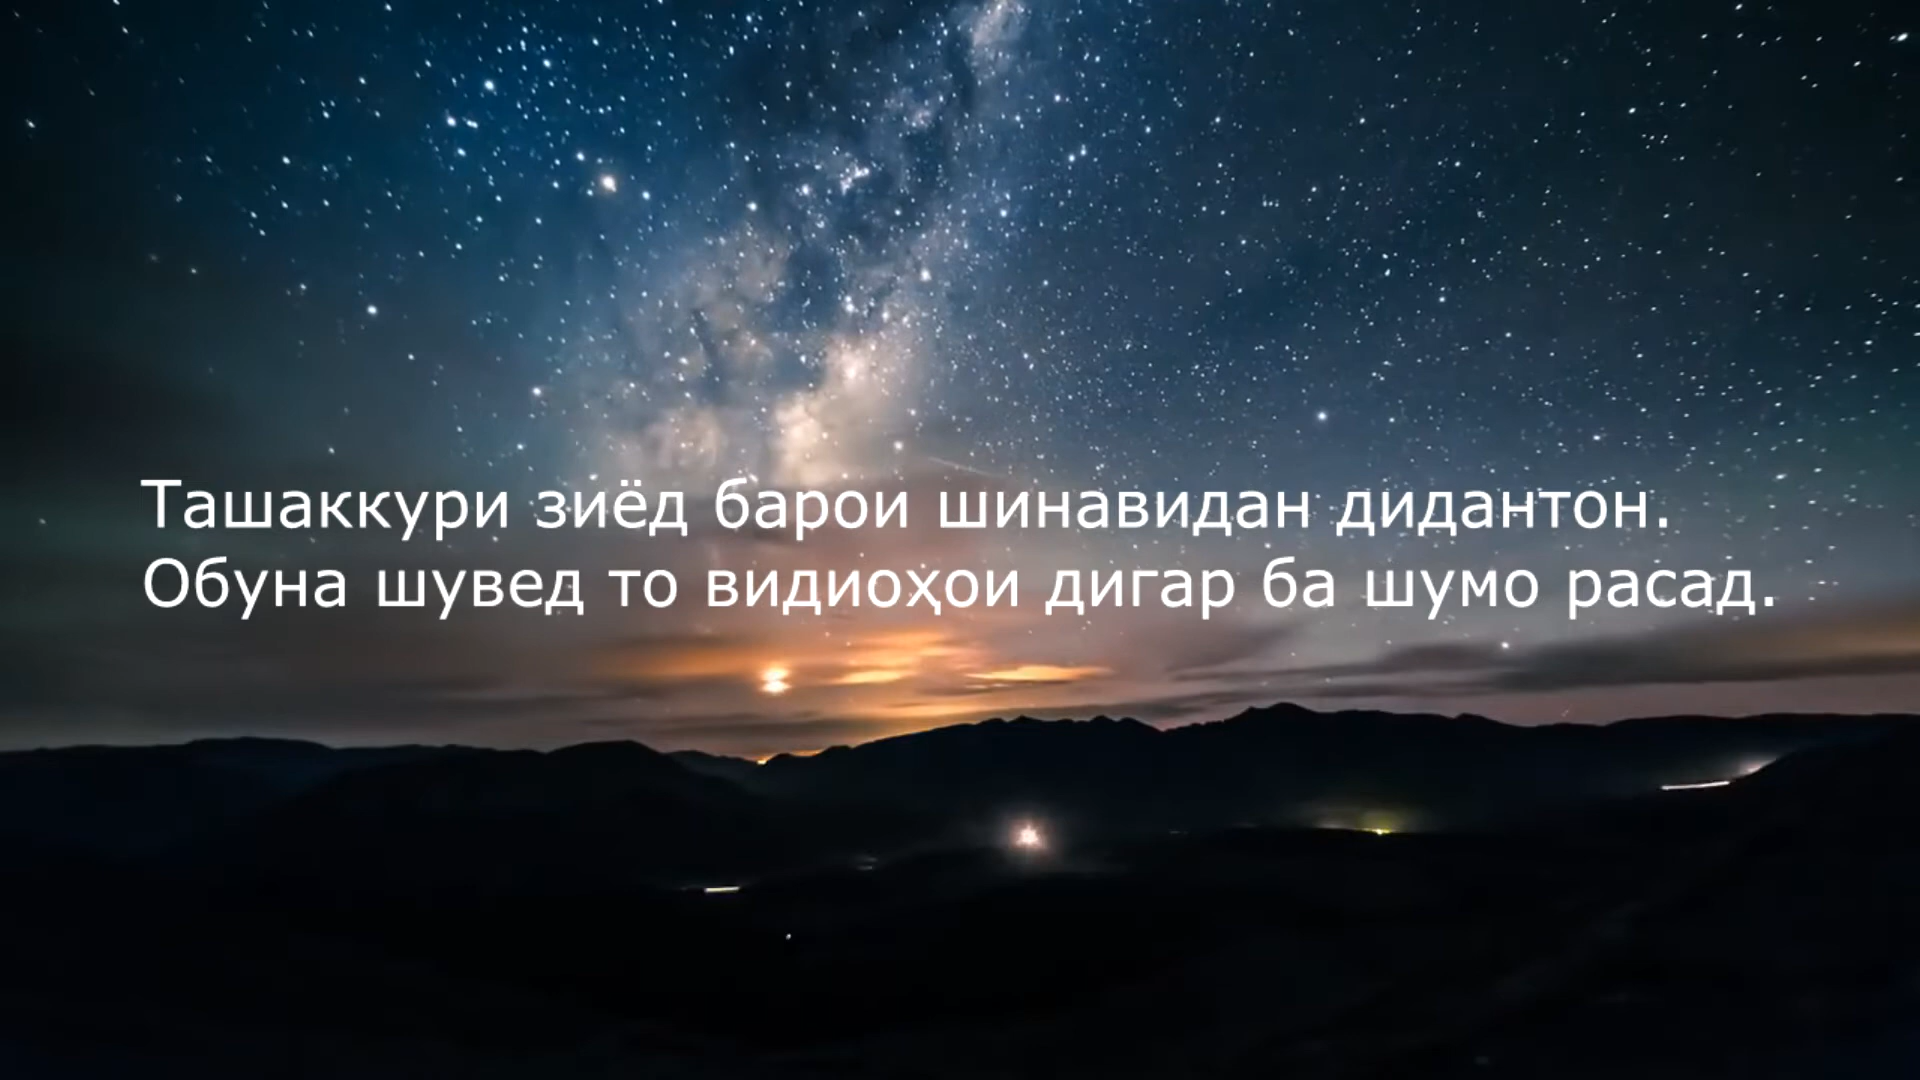 Ташаккури зиёд барои шинавидан дидантон.
Обуна шувед то видиоҳои дигар ба шумо расад.